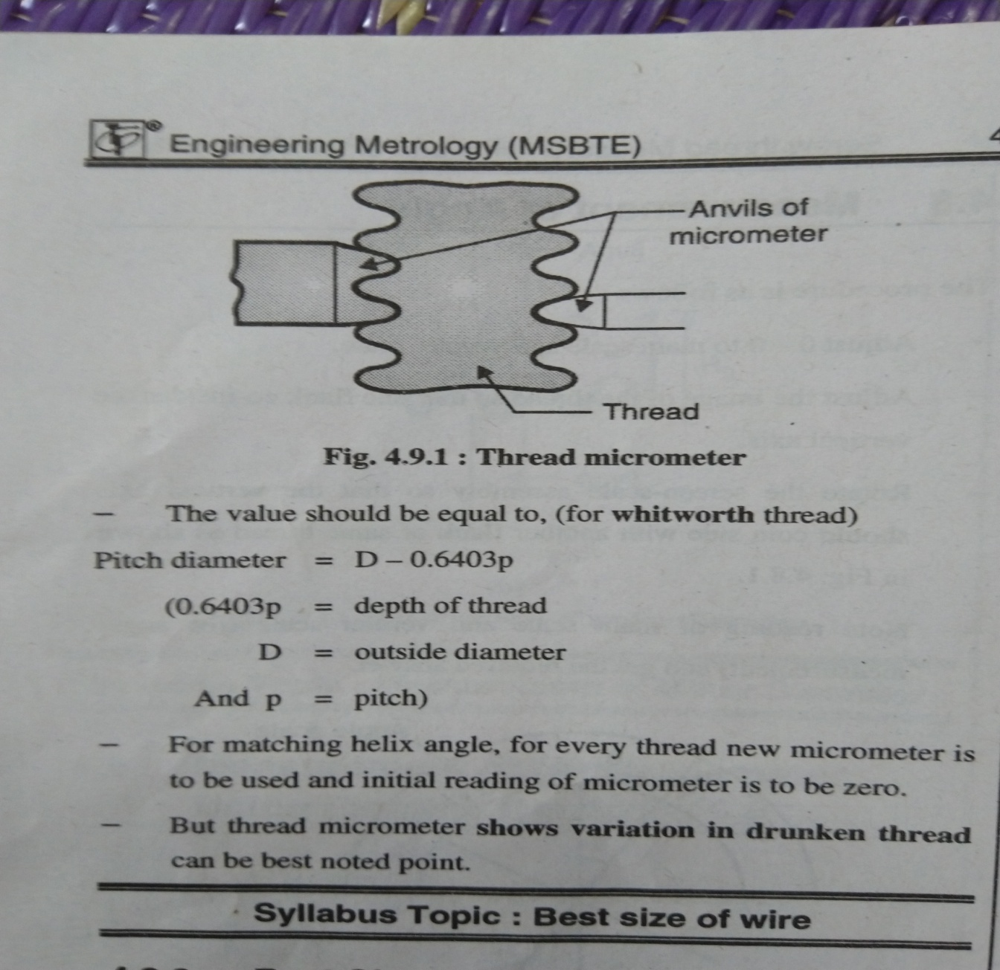 Engineering Metrology (MSBTE)
Anvils of
micrometer
Thread
Fig. 4.9.1 : Thread micrometer
– The value should be equal to, (for whitworth thread)
Pitch diameter = D – 0.6403p
(0.6403p = depth of thread
D = outside diameter
And p = pitch)
– For matching helix angle, for every thread new micrometer is
to be used and initial reading of micrometer is to be zero.
– But thread micrometer shows variation in drunken thread
can be best noted point.
Syllabus Topic : Best size of wire